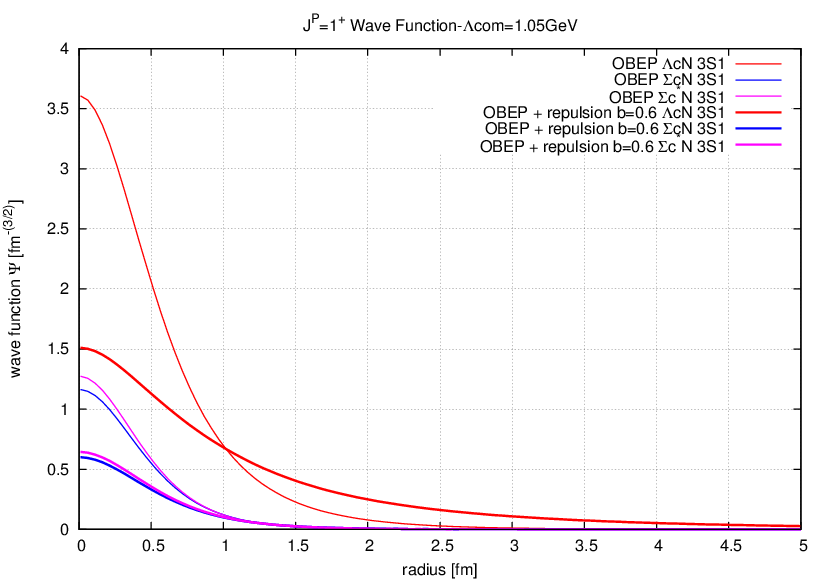 J^P=1^+ Wave Function-Λcom=1.05GeV
4
3.5
3
2.5
2
1.5
1
0.5
0
wave function Ψ [fm^-(3/2)]
OBEP ΛcN 3S1
OBEP ΣcN 3S1
OBEP Σc^* N 3S1
OBEP + repulsion b=0.6 ΛcN 3S1
OBEP + repulsion b=0.6 ΣcN 3S1
OBEP + repulsion b=0.6 Σc^* N 3S1
0 0.5 1 1.5 2 2.5 3 3.5 4 4.5 5
radius [fm]